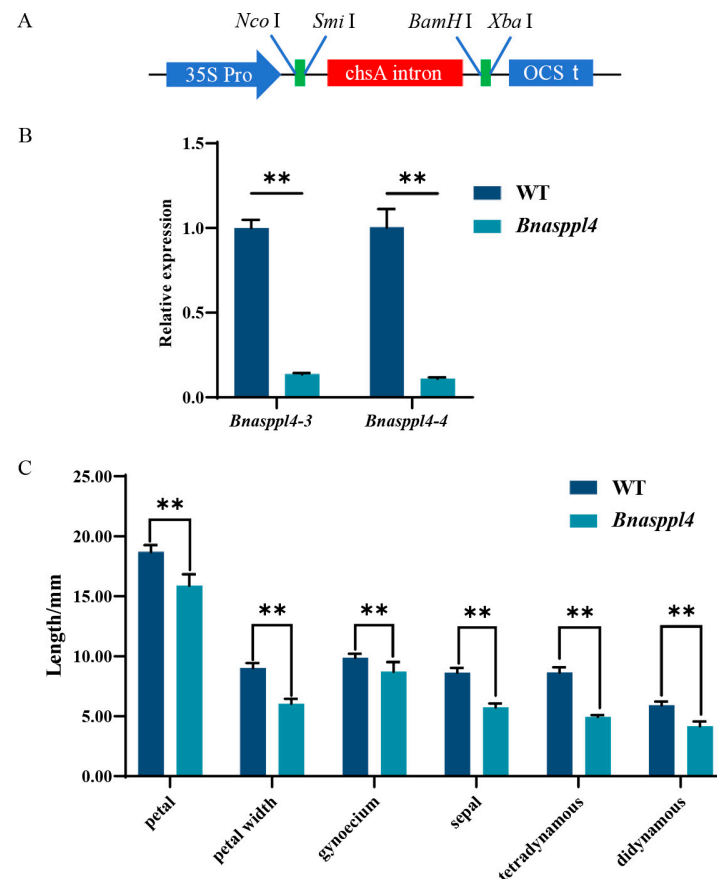 A
Nco I
Smi I
BamH I
Xba I
35S Pro
chsA intron
OCS t
B
1.5
1.0
0.5
0.0
Relative expression
**
**
WT
Bnasppl4
Bnasppl4-3
Bnasppl4-4
C
25.00
20.00
15.00
10.00
5.00
0.00
Length/mm
**
**
**
**
**
**
WT
Bnasppl4
petal
petal width
gynoecium
sepal
tetradynamous
didynamous